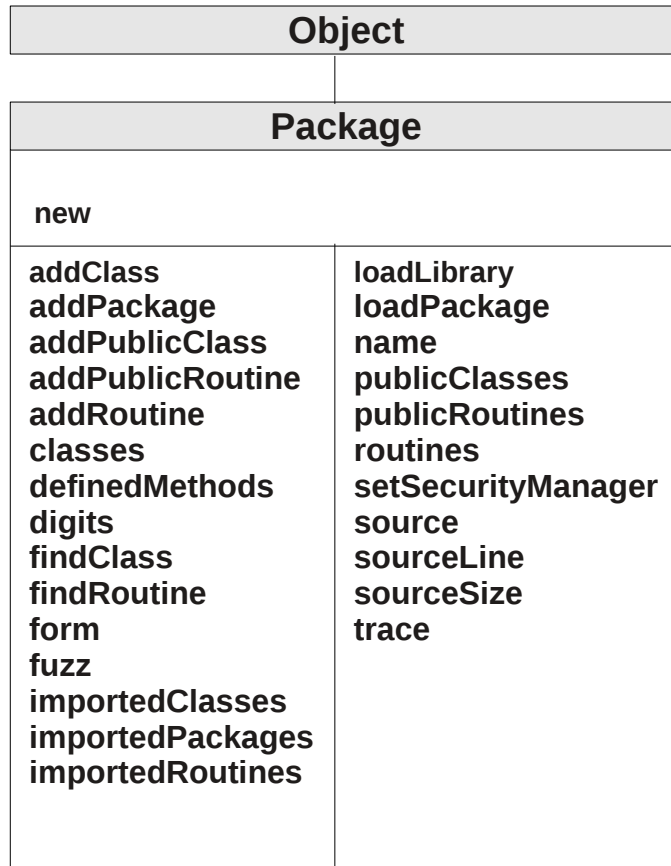 Object
Package
new
addClass
addPackage
addPublicClass
addPublicRoutine
addRoutine
classes
definedMethods
digits
findClass
findRoutine
form
fuzz
importedClasses
importedPackages
importedRoutines
loadLibrary
loadPackage
name
publicClasses
publicRoutines
routines
setSecurityManager
source
sourceLine
sourceSize
trace